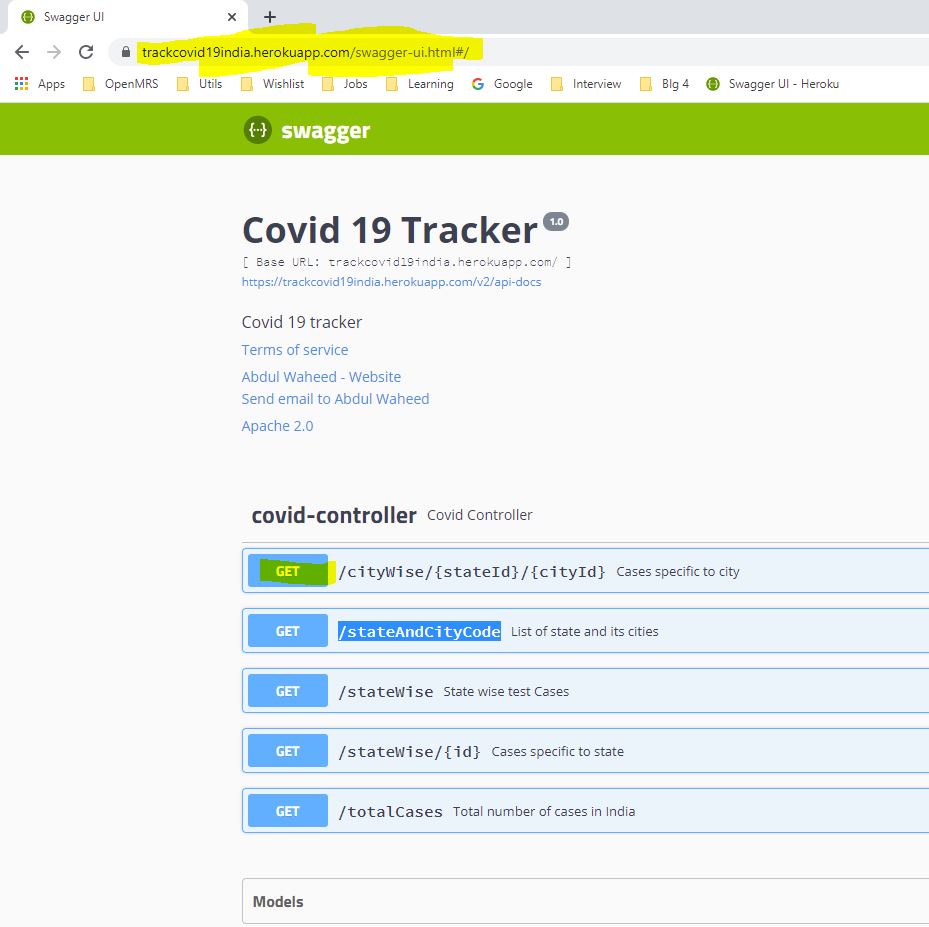 Swagger UI
trackcovid19india.herokuapp.com/swagger-ui.html#/
Apps OpenMRS Utils Wishlist Jobs Learning Google Interview BIg 4 Swagger UI - Heroku
{··} swagger
Covid 19 Tracker 1.0
[ Base URL: trackcovid19india.herokuapp.com/ ]
https://trackcovid19india.herokuapp.com/v2/api-docs
Covid 19 tracker
Terms of service
Abdul Waheed - Website
Send email to Abdul Waheed
Apache 2.0
covid-controller Covid Controller
GET /cityWise/{stateId}/{cityId} Cases specific to city
GET /stateAndCityCode List of state and its cities
GET /stateWise State wise test Cases
GET /stateWise/{id} Cases specific to state
GET /totalCases Total number of cases in India
Models